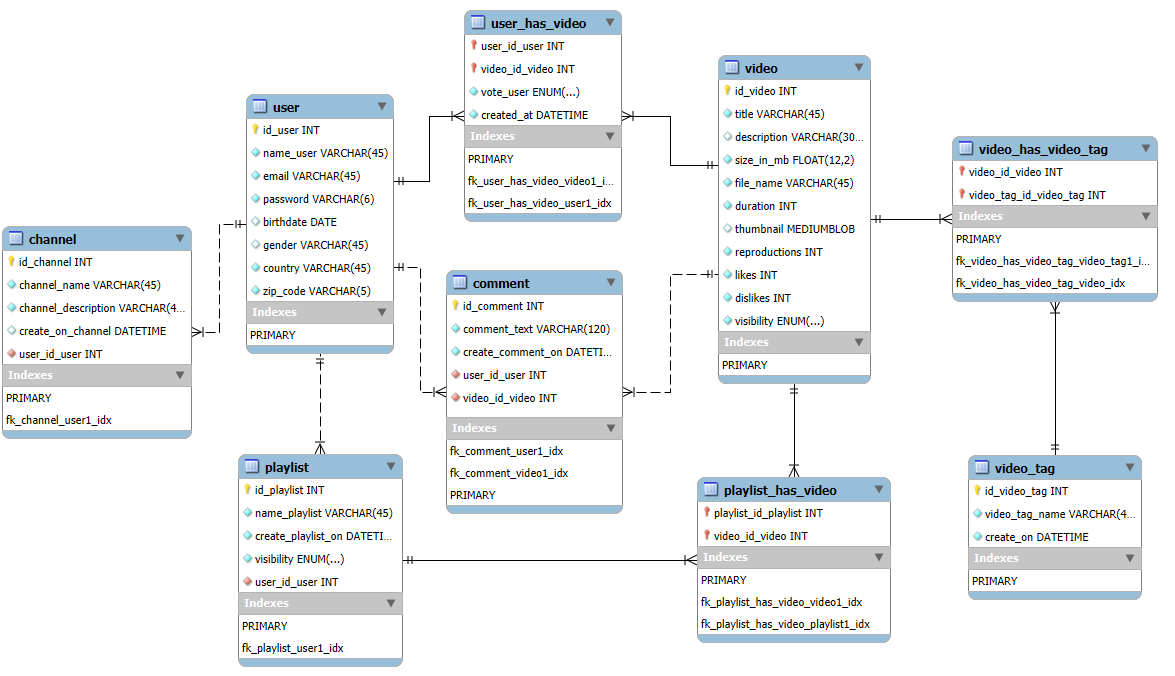 user_has_video
user_id_user INT
video_id_video INT
vote_user ENUM(...)
created_at DATETIME
Indexes
PRIMARY
fk_user_has_video_video1_i...
fk_user_has_video_user1_idx
video
id_video INT
title VARCHAR(45)
description VARCHAR(30...
size_in_mb FLOAT(12,2)
file_name VARCHAR(45)
duration INT
thumbnail MEDIUMBLOB
reproductions INT
likes INT
dislikes INT
visibility ENUM(...)
Indexes
PRIMARY
user
id_user INT
name_user VARCHAR(45)
email VARCHAR(45)
password VARCHAR(6)
birthdate DATE
gender VARCHAR(45)
country VARCHAR(45)
zip_code VARCHAR(5)
Indexes
PRIMARY
video_has_video_tag
video_id_video INT
video_tag_id_video_tag INT
Indexes
PRIMARY
fk_video_has_video_tag_video_tag1_i...
fk_video_has_video_tag_video_idx
channel
id_channel INT
channel_name VARCHAR(45)
channel_description VARCHAR(4...
create_on_channel DATETIME
user_id_user INT
Indexes
PRIMARY
fk_channel_user1_idx
comment
id_comment INT
comment_text VARCHAR(120)
create_comment_on DATETI...
user_id_user INT
video_id_video INT
Indexes
fk_comment_user1_idx
fk_comment_video1_idx
PRIMARY
playlist
id_playlist INT
name_playlist VARCHAR(45)
create_playlist_on DATETI...
visibility ENUM(...)
user_id_user INT
Indexes
PRIMARY
fk_playlist_user1_idx
playlist_has_video
playlist_id_playlist INT
video_id_video INT
Indexes
PRIMARY
fk_playlist_has_video_video1_idx
fk_playlist_has_video_playlist1_idx
video_tag
id_video_tag INT
video_tag_name VARCHAR(4...
create_on DATETIME
Indexes
PRIMARY